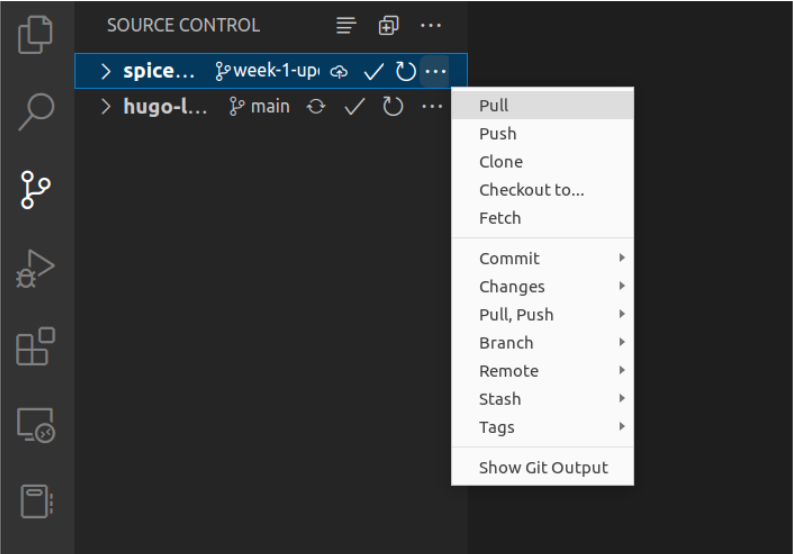 SOURCE CONTROL
spice... week-1-up
hugo-l... main
Pull
Push
Clone
Checkout to...
Fetch
Commit
Changes
Pull, Push
Branch
Remote
Stash
Tags
Show Git Output